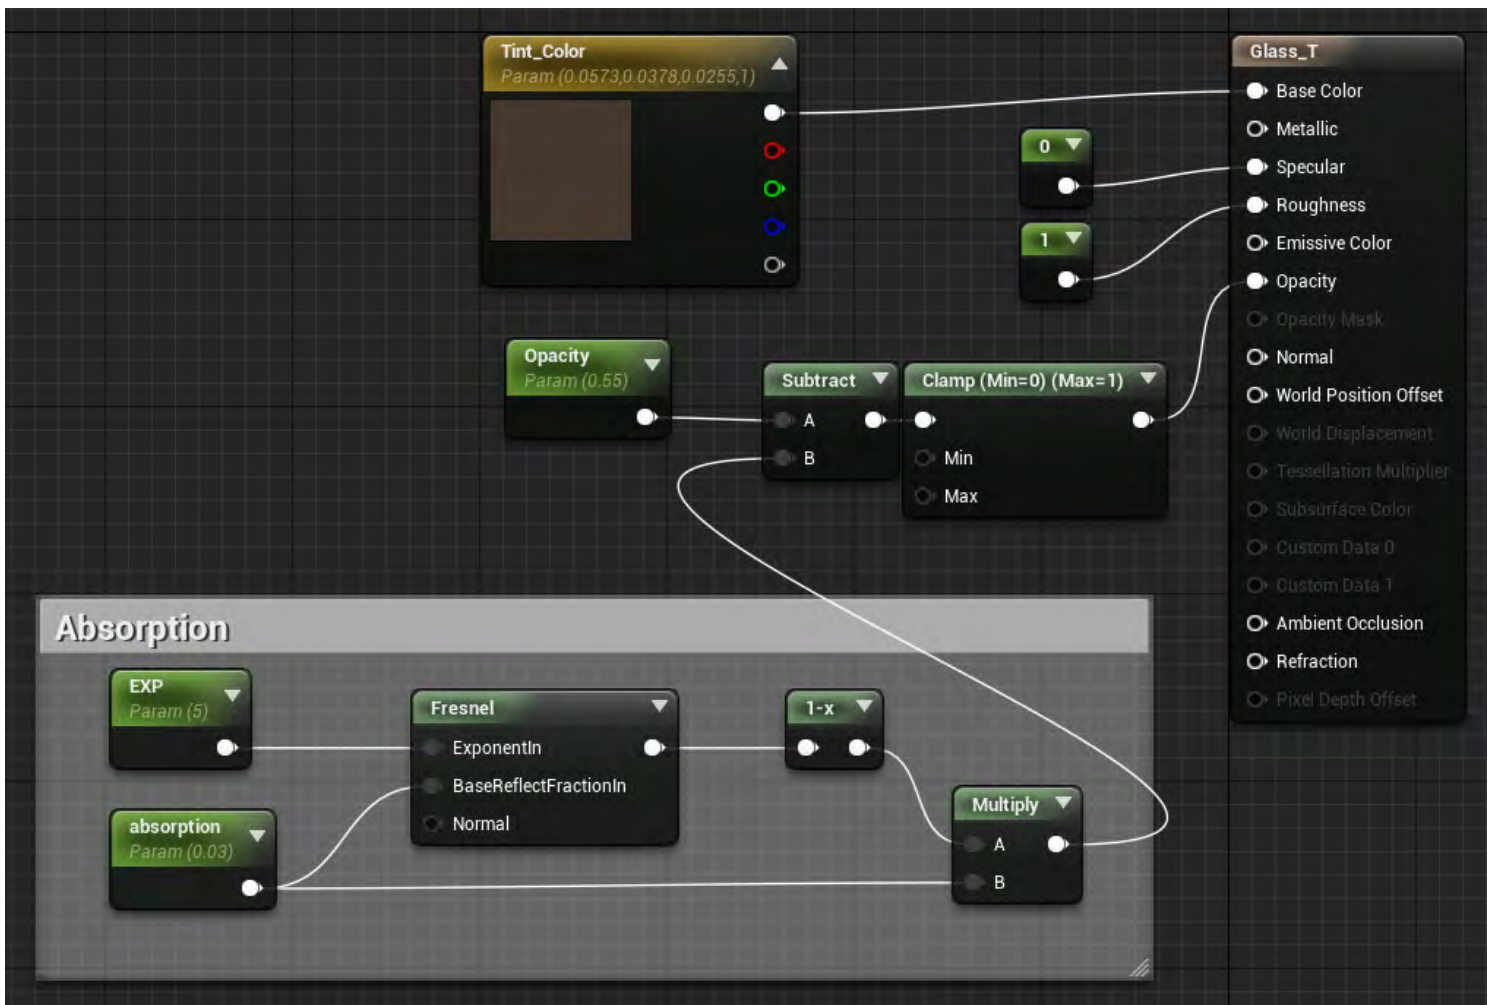 Tint_Color
Param (0.0573,0.0378,0.0255,1)
Glass_T
Base Color
Metallic
Specular
Roughness
Emissive Color
Opacity
Opacity Mask
Normal
World Position Offset
World Displacement
Tessellation Multiplier
Subsurface Color
Custom Data 0
Custom Data 1
Ambient Occlusion
Refraction
Pixel Depth Offset
0
1
Opacity
Param (0.55)
Subtract
A
B
Clamp (Min=0) (Max=1)
Min
Max
Absorption
EXP
Param (5)
absorption
Param (0.03)
Fresnel
ExponentIn
BaseReflectFractionIn
Normal
1-x
Multiply
A
B